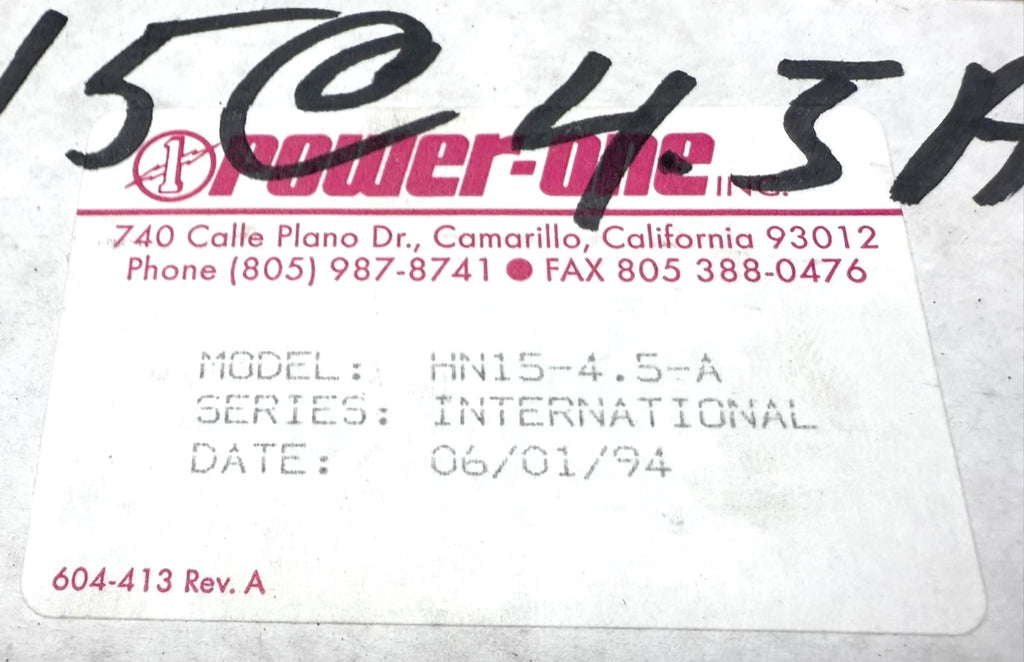 15@ 4.5A
1 Power-One INC.
740 Calle Plano Dr., Camarillo, California 93012
Phone (805) 987-8741 ● FAX 805 388-0476
MODEL: HN15-4.5-A
SERIES: INTERNATIONAL
DATE: 06/01/94
604-413 Rev. A